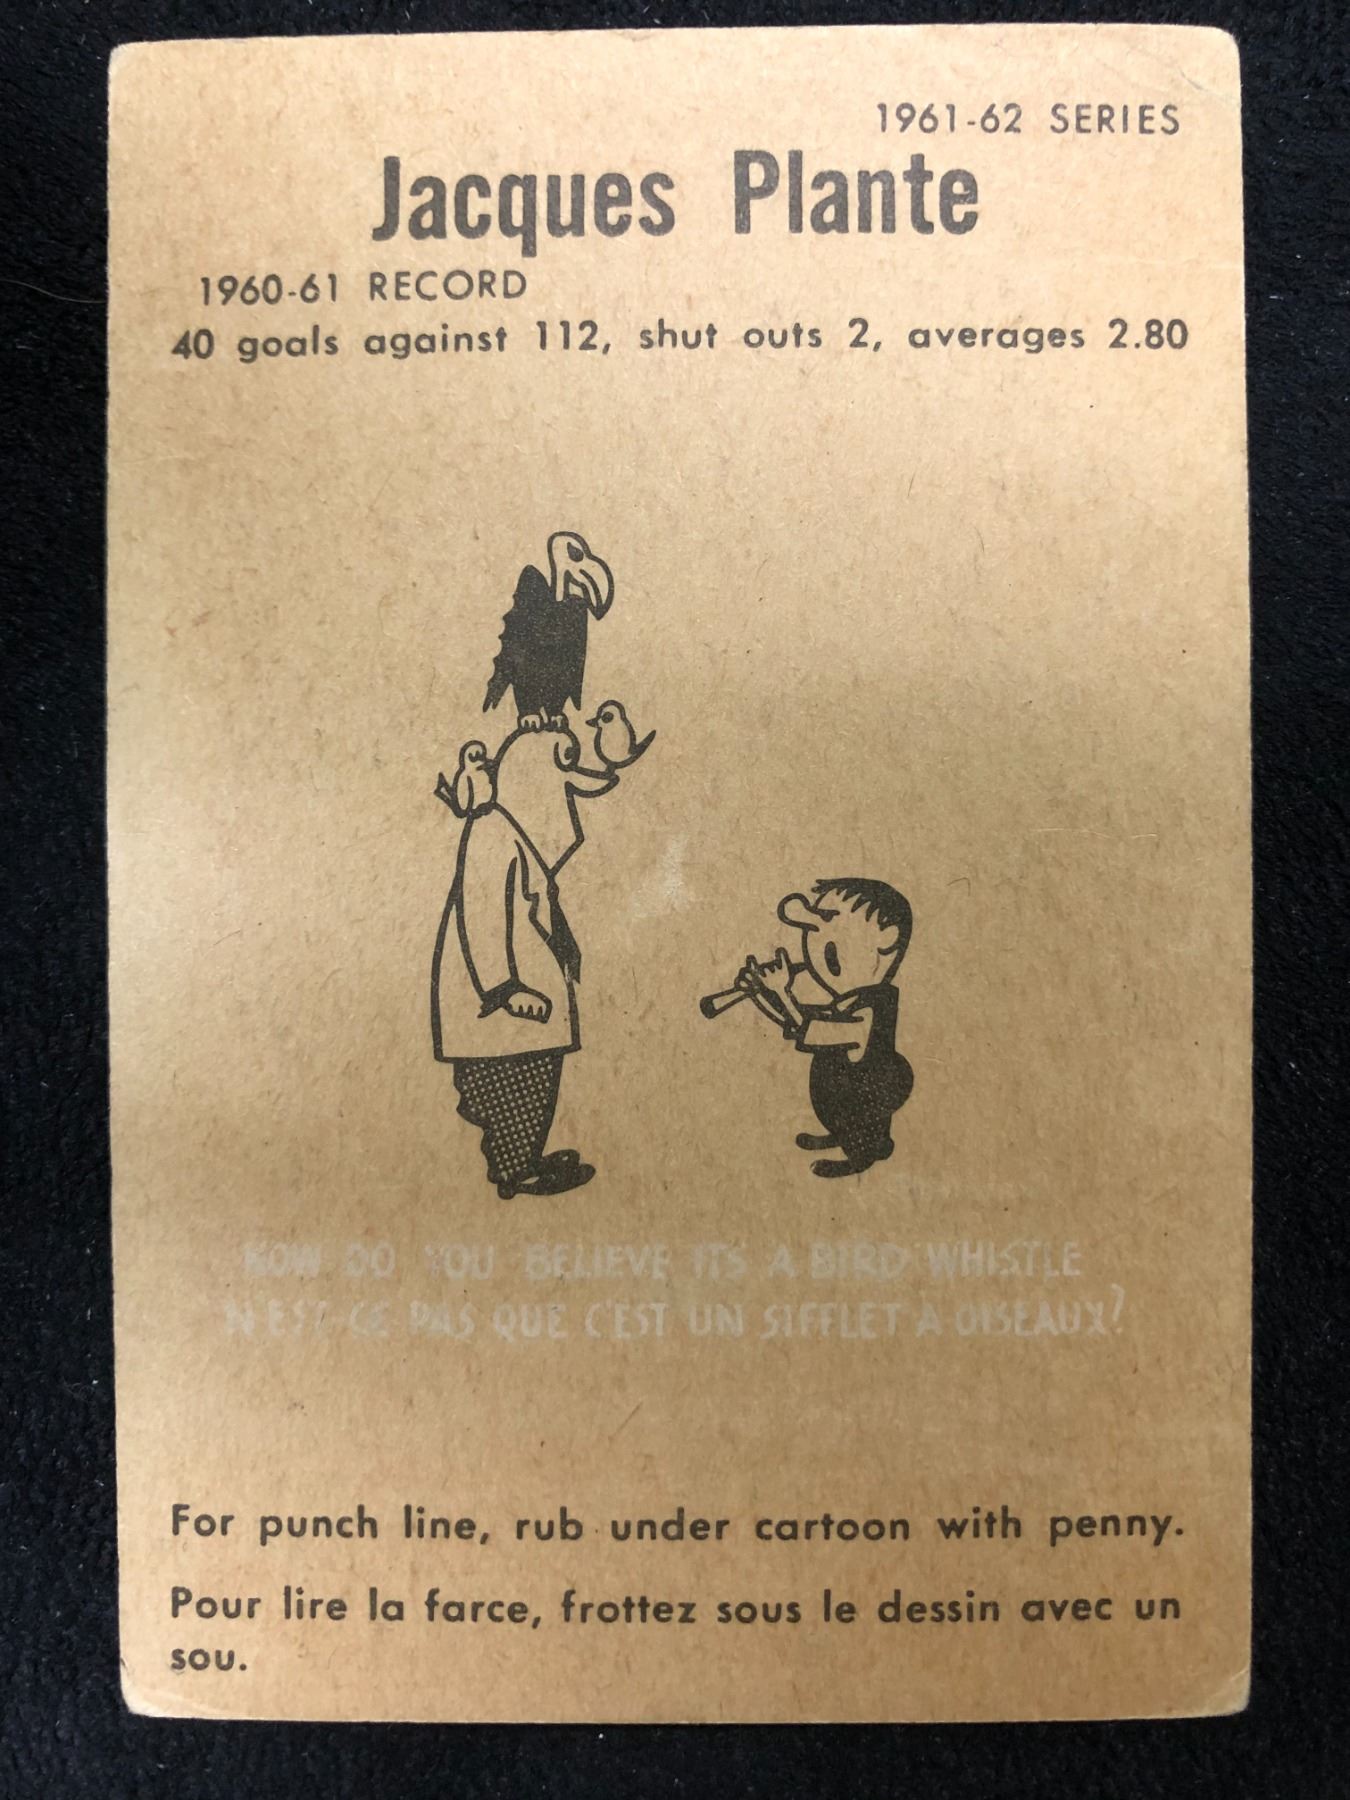 1961-62 SERIES
Jacques Plante
1960-61 RECORD
40 goals against 112, shut outs 2, averages 2.80
NOW DO YOU BELIEVE ITS A BIRD WHISTLE
N'EST CE PAS QUE C'EST UN SIFFLET A OISEAUX?
For punch line, rub under cartoon with penny.
Pour lire la farce, frottez sous le dessin avec un
sou.